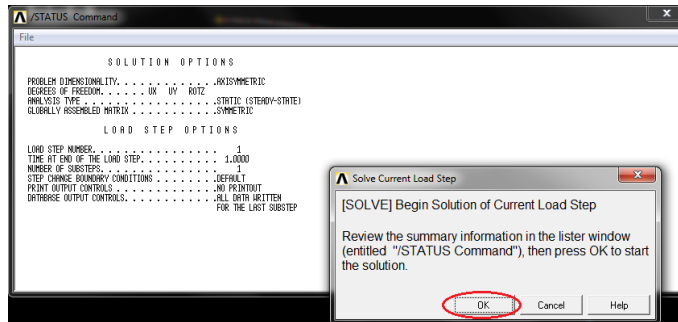 /STATUS Command
File
SOLUTION OPTIONS
PROBLEM DIMENSIONALITY. . . . . . . . . . . . .AXISYMMETRIC
DEGREES OF FREEDOM. . . . . . UX UY ROTZ
ANALYSIS TYPE . . . . . . . . . . . . . . . . .STATIC (STEADY-STATE)
GLOBALLY ASSEMBLED MATRIX . . . . . . . . . . .SYMMETRIC
LOAD STEP OPTIONS
LOAD STEP NUMBER. . . . . . . . . . . . . . . . 1
TIME AT END OF THE LOAD STEP. . . . . . . . . . 1.0000
NUMBER OF SUBSTEPS. . . . . . . . . . . . . . . 1
STEP CHANGE BOUNDARY CONDITIONS . . . . . . . .DEFAULT
PRINT OUTPUT CONTROLS . . . . . . . . . . . . .NO PRINTOUT
DATABASE OUTPUT CONTROLS. . . . . . . . . . . .ALL DATA WRITTEN
FOR THE LAST SUBSTEP
Solve Current Load Step
[SOLVE] Begin Solution of Current Load Step
Review the summary information in the lister window
(entitled "/STATUS Command"), then press OK to start
the solution.
OK Cancel Help